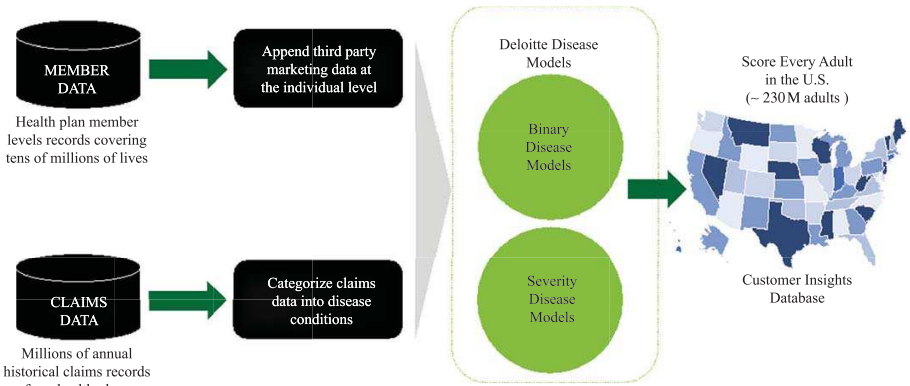 MEMBER
DATA
Health plan member
levels records covering
tens of millions of lives
Append third party
marketing data at
the individual level
CLAIMS
DATA
Millions of annual
historical claims records
Categorize claims
data into disease
conditions
Deloitte Disease
Models
Binary
Disease
Models
Severity
Disease
Models
Score Every Adult
in the U.S.
(~ 230 M adults )
Customer Insights
Database